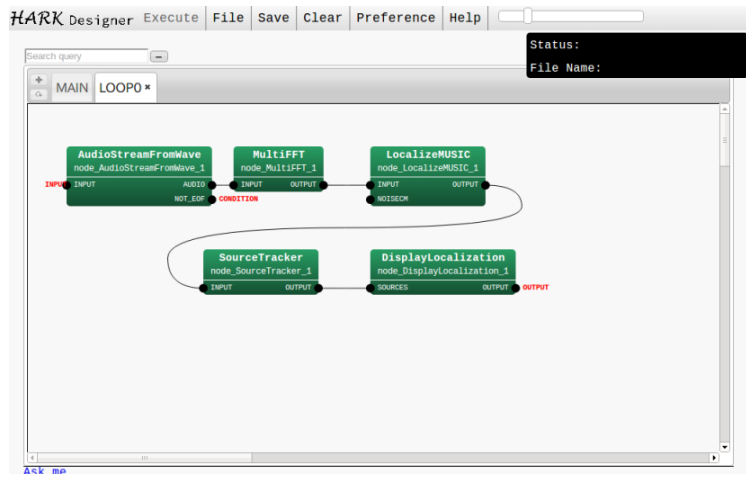 HARK Designer Execute File Save Clear Preference Help
Status:
File Name:
Search query
MAIN LOOP0 ×
AudioStreamFromWave
node_AudioStreamFromWave_1
INPUT INPUT AUDIO
NOT_EOF CONDITION
MultiFFT
node_MultiFFT_1
INPUT OUTPUT
LocalizeMUSIC
node_LocalizeMUSIC_1
INPUT OUTPUT
NOISECM
SourceTracker
node_SourceTracker_1
INPUT OUTPUT
DisplayLocalization
node_DisplayLocalization_1
SOURCES OUTPUT OUTPUT
Ask me